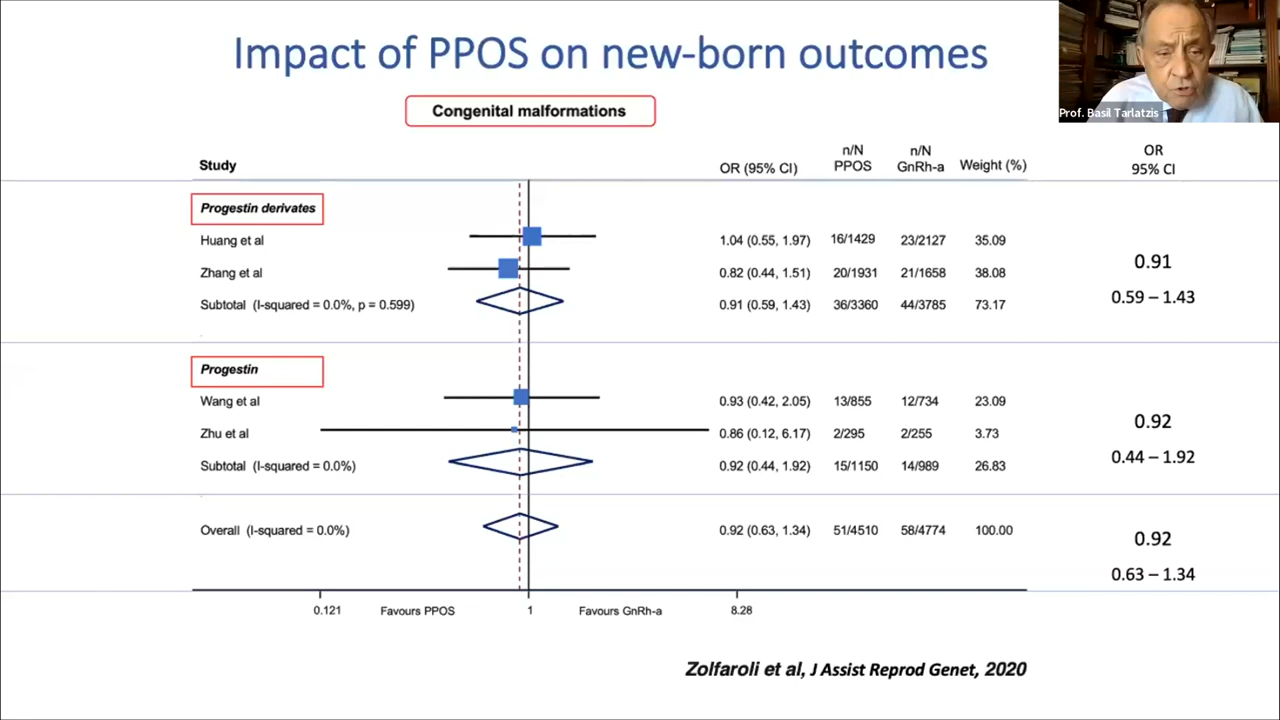 Impact of PPOS on new-born outcomes
Prof. Basil Tarlatzis
Congenital malformations
Study OR (95% CI) n/N PPOS n/N GnRh-a Weight (%) OR 95% CI
Progestin derivates
Huang et al 1.04 (0.55, 1.97) 16/1429 23/2127 35.09
0.91
Zhang et al 0.82 (0.44, 1.51) 20/1931 21/1658 38.08
0.59 – 1.43
Subtotal (I-squared = 0.0%, p = 0.599) 0.91 (0.59, 1.43) 36/3360 44/3785 73.17
Progestin
Wang et al 0.93 (0.42, 2.05) 13/855 12/734 23.09
0.92
Zhu et al 0.86 (0.12, 6.17) 2/295 2/255 3.73
0.44 – 1.92
Subtotal (I-squared = 0.0%) 0.92 (0.44, 1.92) 15/1150 14/989 26.83
Overall (I-squared = 0.0%) 0.92 (0.63, 1.34) 51/4510 58/4774 100.00
0.92
0.63 – 1.34
0.121 Favours PPOS 1 Favours GnRh-a 8.28
Zolfaroli et al, J Assist Reprod Genet, 2020